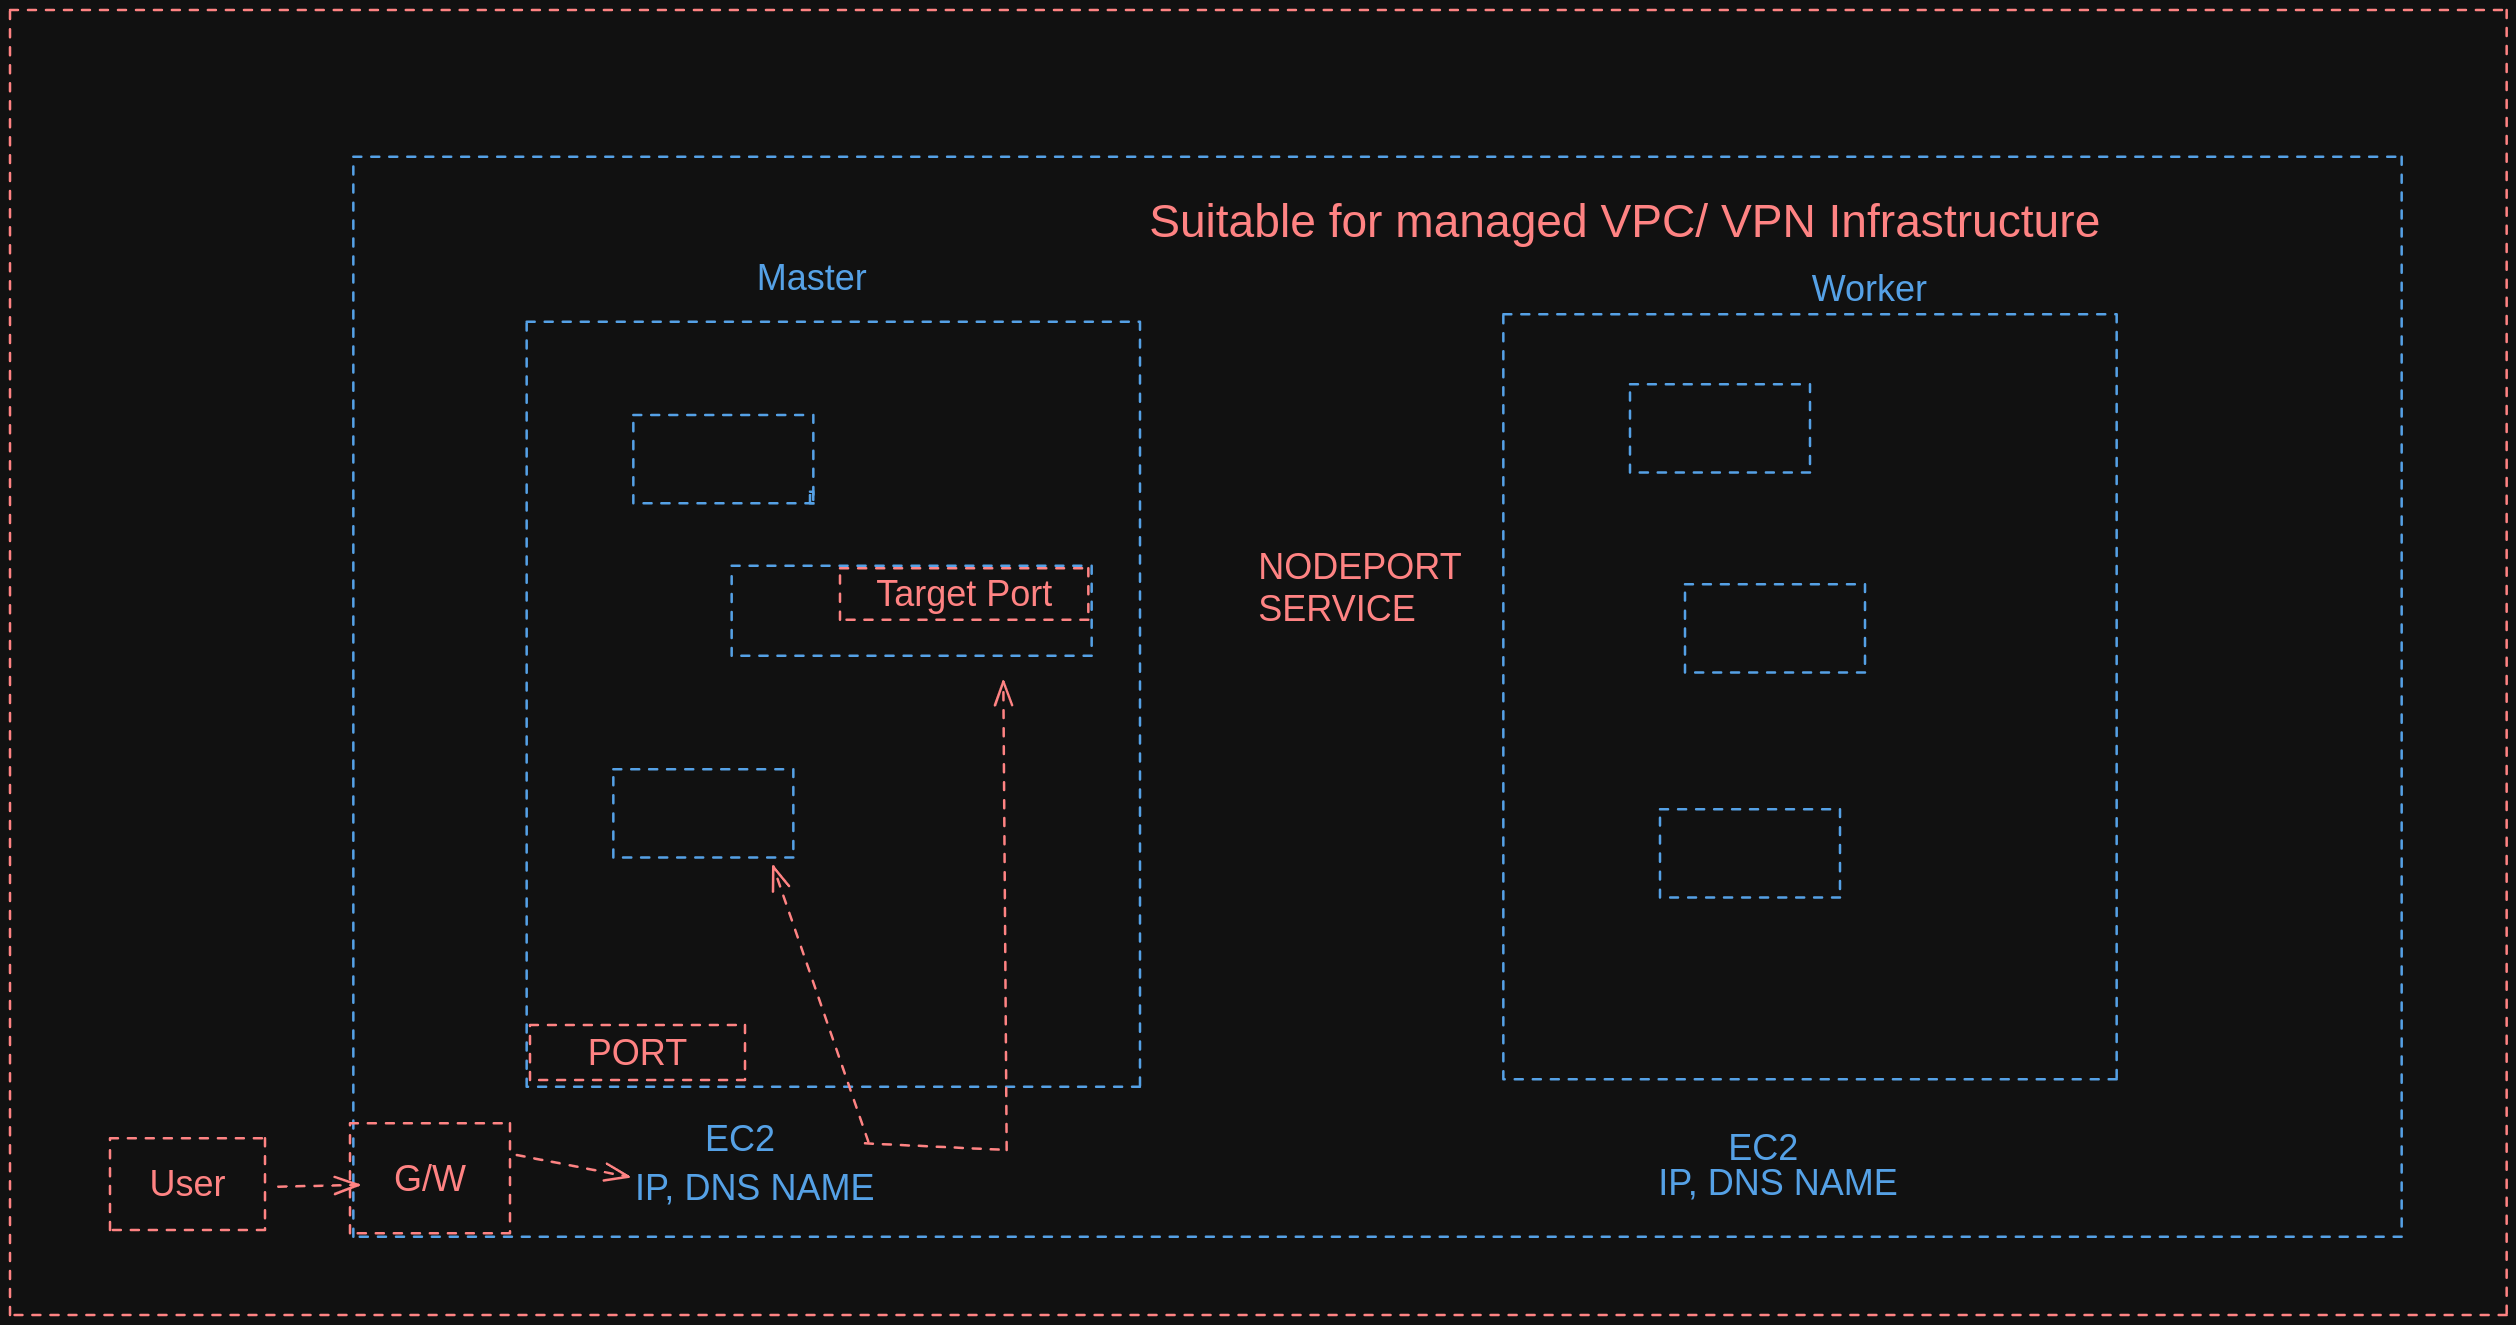 Suitable for managed VPC/ VPN Infrastructure
Master
Worker
Target Port
NODEPORT
SERVICE
PORT
User
G/W
EC2
IP, DNS NAME
EC2
IP, DNS NAME